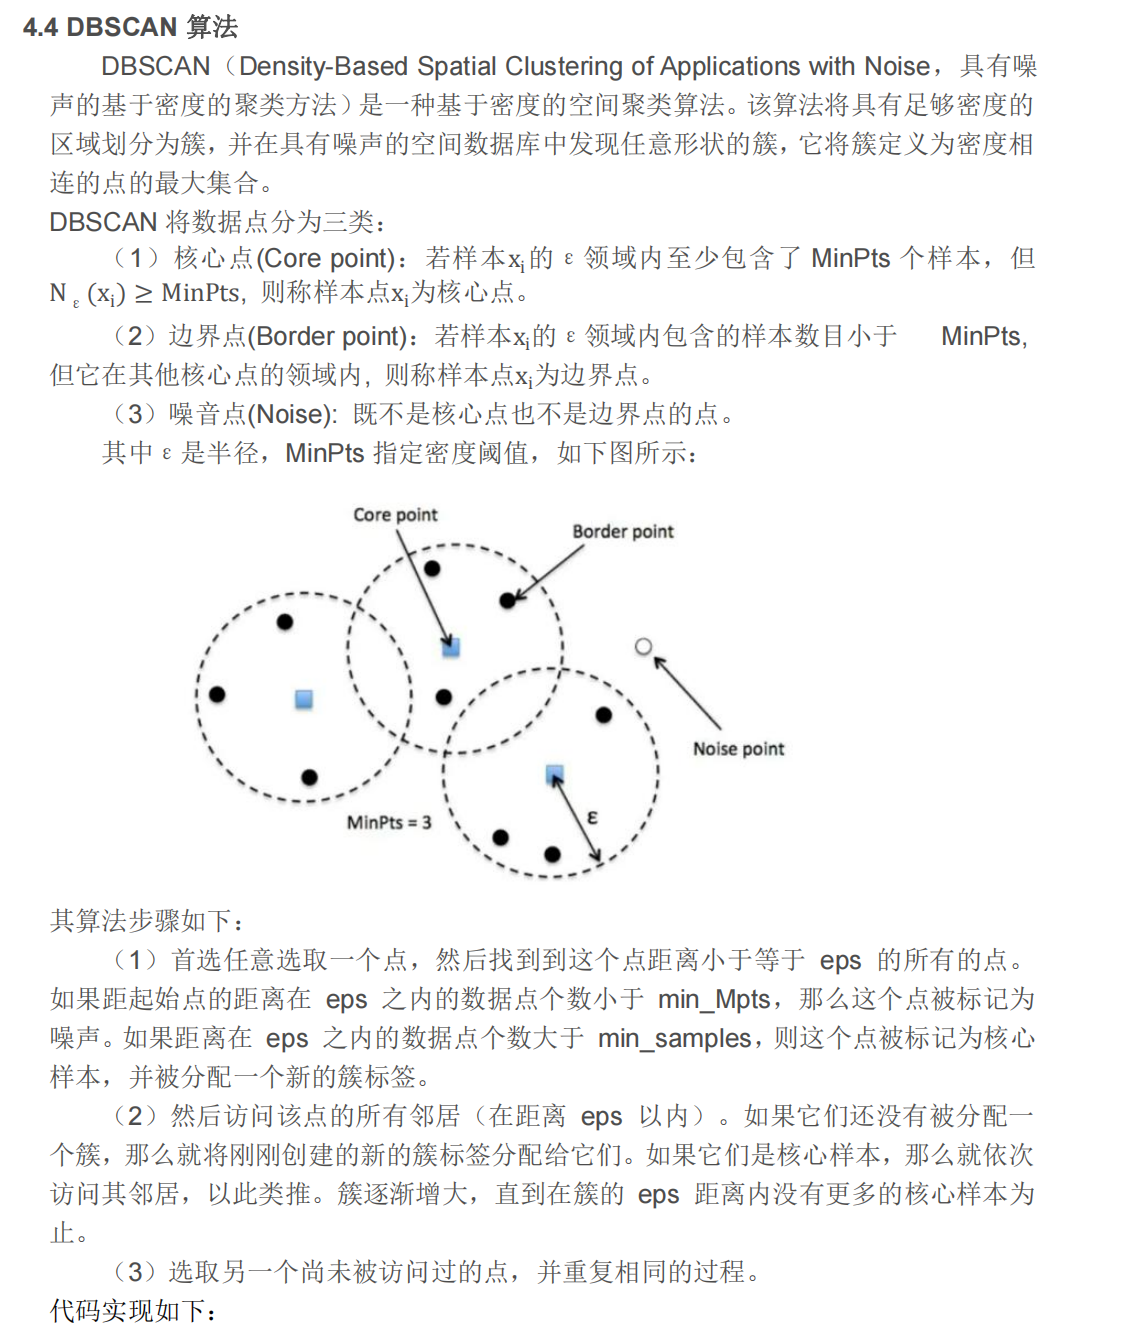 4.4 DBSCAN 算法
DBSCAN（Density-Based Spatial Clustering of Applications with Noise，具有噪
声的基于密度的聚类方法）是一种基于密度的空间聚类算法。该算法将具有足够密度的
区域划分为簇，并在具有噪声的空间数据库中发现任意形状的簇，它将簇定义为密度相
连的点的最大集合。
DBSCAN 将数据点分为三类：
（1）核心点(Core point)：若样本xᵢ的 ε 领域内至少包含了 MinPts 个样本，但
N ε (xᵢ) ≥ MinPts, 则称样本点xᵢ为核心点。
（2）边界点(Border point)：若样本xᵢ的 ε 领域内包含的样本数目小于 MinPts,
但它在其他核心点的领域内, 则称样本点xᵢ为边界点。
（3）噪音点(Noise): 既不是核心点也不是边界点的点。
其中 ε 是半径，MinPts 指定密度阈值，如下图所示：
Core point
Border point
Noise point
MinPts = 3
ε
其算法步骤如下：
（1）首选任意选取一个点，然后找到到这个点距离小于等于 eps 的所有的点。
如果距起始点的距离在 eps 之内的数据点个数小于 min_Mpts，那么这个点被标记为
噪声。如果距离在 eps 之内的数据点个数大于 min_samples，则这个点被标记为核心
样本，并被分配一个新的簇标签。
（2）然后访问该点的所有邻居（在距离 eps 以内）。如果它们还没有被分配一
个簇，那么就将刚刚创建的新的簇标签分配给它们。如果它们是核心样本，那么就依次
访问其邻居，以此类推。簇逐渐增大，直到在簇的 eps 距离内没有更多的核心样本为
止。
（3）选取另一个尚未被访问过的点，并重复相同的过程。
代码实现如下：